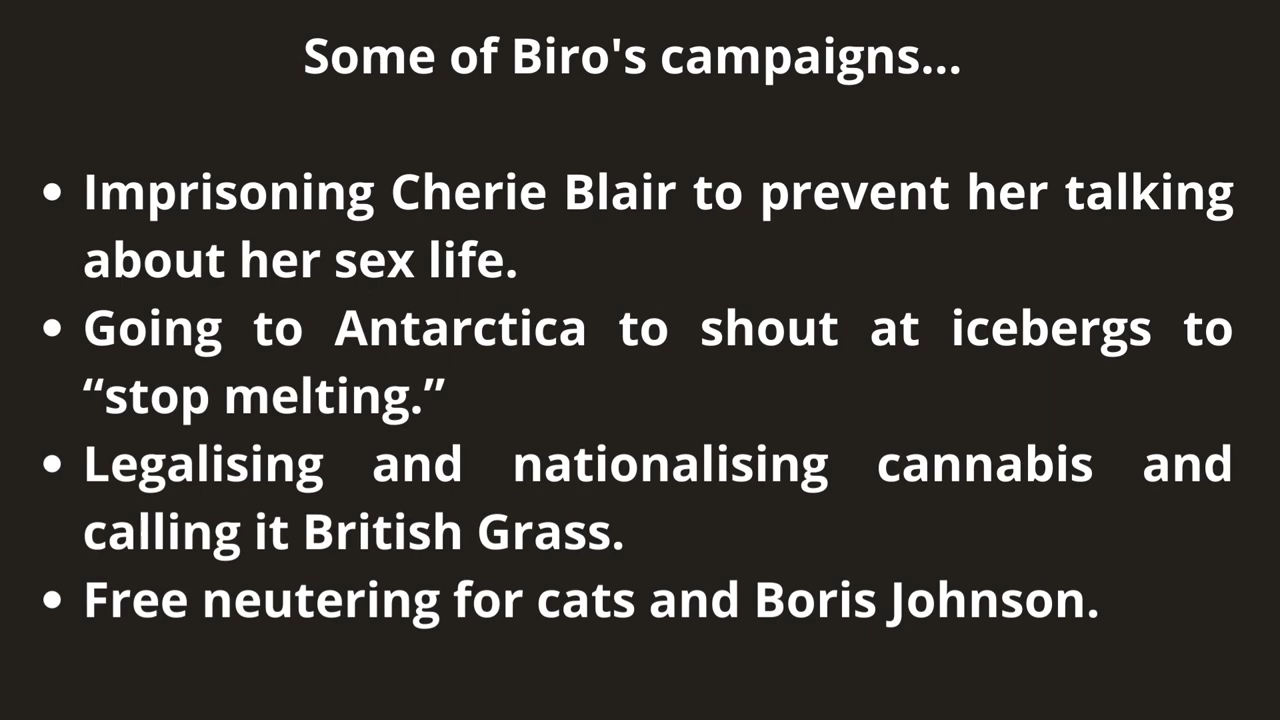 Some of Biro's campaigns...
• Imprisoning Cherie Blair to prevent her talking
about her sex life.
• Going to Antarctica to shout at icebergs to
“stop melting.”
• Legalising and nationalising cannabis and
calling it British Grass.
• Free neutering for cats and Boris Johnson.